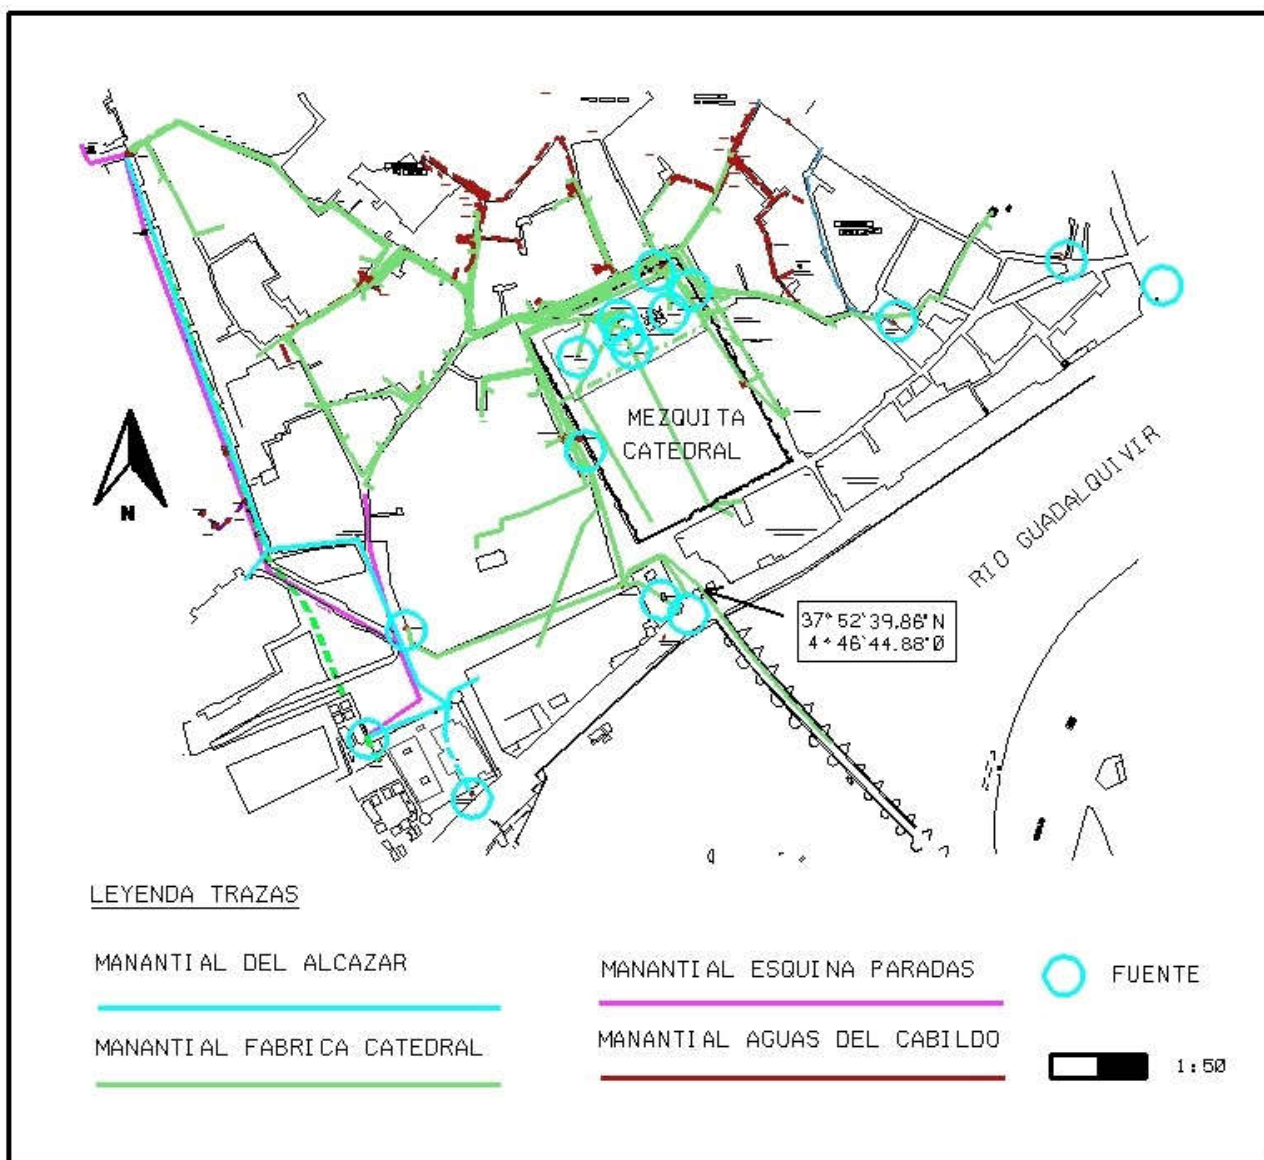 MEZQUITA
CATEDRAL
RIO GUADALQUIVIR
N
37°52'39.86"N
4°46'44.88"Ø
LEYENDA TRAZAS
MANANTIAL DEL ALCAZAR
MANANTIAL FABRICA CATEDRAL
MANANTIAL ESQUINA PARADAS
MANANTIAL AGUAS DEL CABILDO
FUENTE
1:50